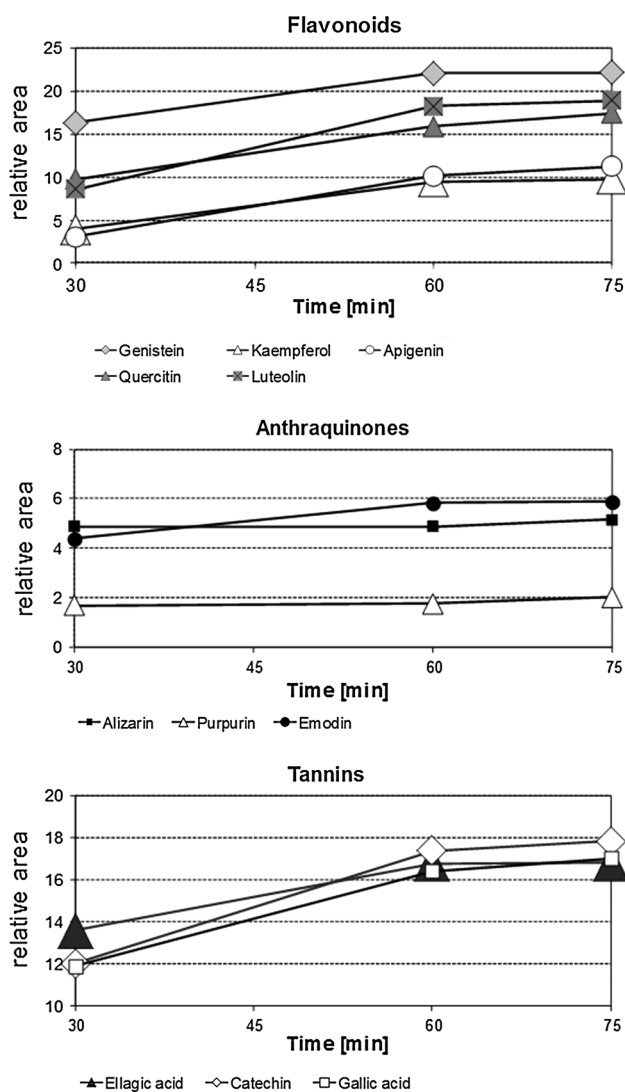 Flavonoids
relative area
25
20
15
10
5
0
30 45 60 75
Time [min]
Genistein Kaempferol Apigenin
Quercitin Luteolin
Anthraquinones
relative area
8
6
4
2
0
30 45 60 75
Time [min]
Alizarin Purpurin Emodin
Tannins
relative area
20
18
16
14
12
10
30 45 60 75
Time [min]
Ellagic acid Catechin Gallic acid